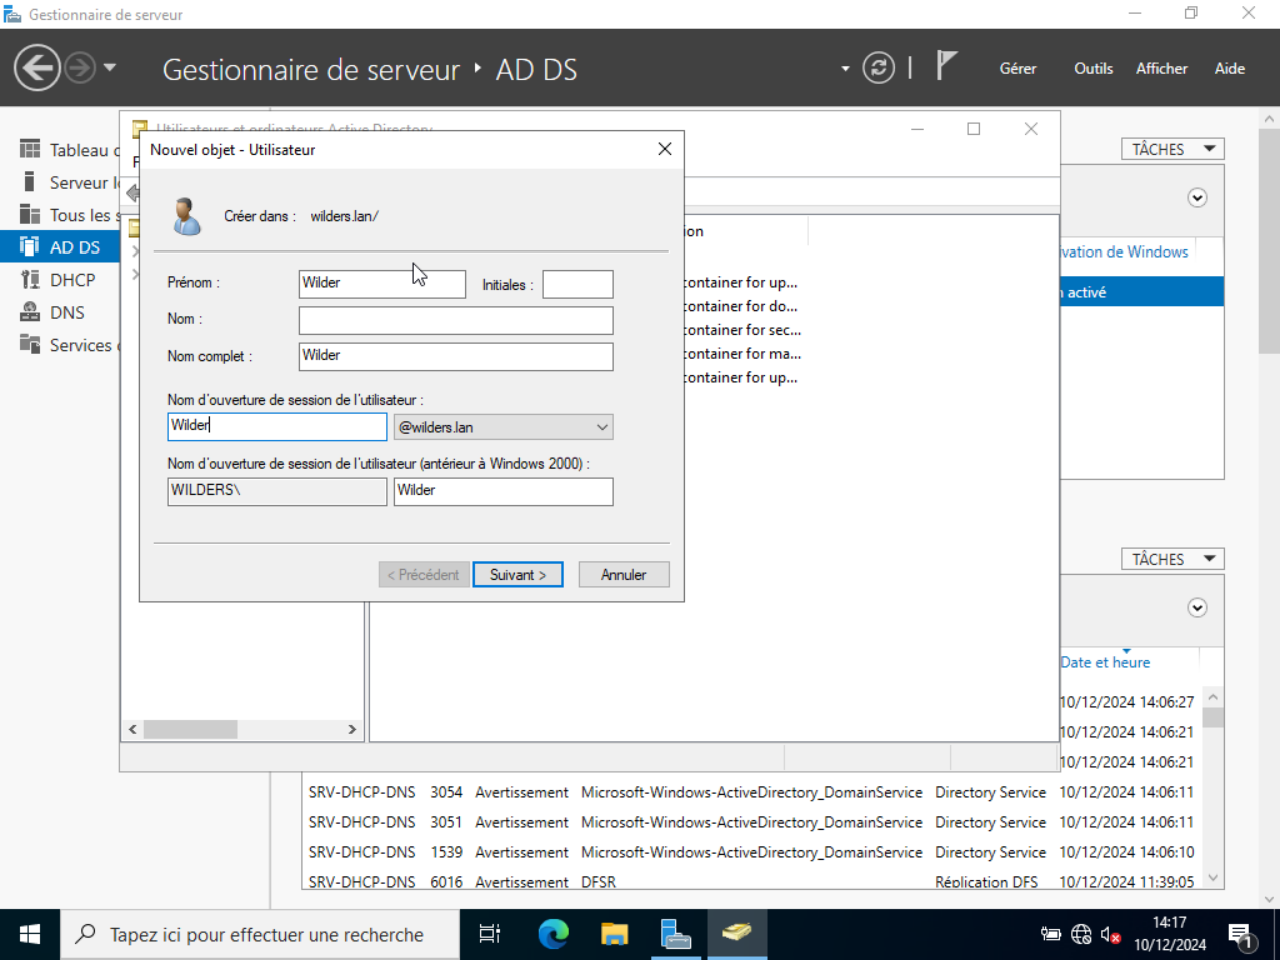 Gestionnaire de serveur
Gestionnaire de serveur ‣ AD DS
Gérer
Outils
Afficher
Aide
Utilisateurs et ordinateurs Active Directory
Nouvel objet - Utilisateur
Créer dans : wilders.lan/
Prénom : Wilder
Initiales :
Nom :
Nom complet : Wilder
Nom d'ouverture de session de l'utilisateur :
Wilder @wilders.lan
Nom d'ouverture de session de l'utilisateur (antérieur à Windows 2000) :
WILDERS\ Wilder
< Précédent Suivant > Annuler
Tableau
Serveur
Tous les
AD DS
DHCP
DNS
Services
ion
container for up...
container for do...
container for sec...
container for ma...
container for up...
TÂCHES
vation de Windows
activé
TÂCHES
Date et heure
10/12/2024 14:06:27
10/12/2024 14:06:21
10/12/2024 14:06:21
SRV-DHCP-DNS 3054 Avertissement Microsoft-Windows-ActiveDirectory_DomainService Directory Service 10/12/2024 14:06:11
SRV-DHCP-DNS 3051 Avertissement Microsoft-Windows-ActiveDirectory_DomainService Directory Service 10/12/2024 14:06:11
SRV-DHCP-DNS 1539 Avertissement Microsoft-Windows-ActiveDirectory_DomainService Directory Service 10/12/2024 14:06:10
SRV-DHCP-DNS 6016 Avertissement DFSR Réplication DFS 10/12/2024 11:39:05
Tapez ici pour effectuer une recherche
14:17
10/12/2024
1